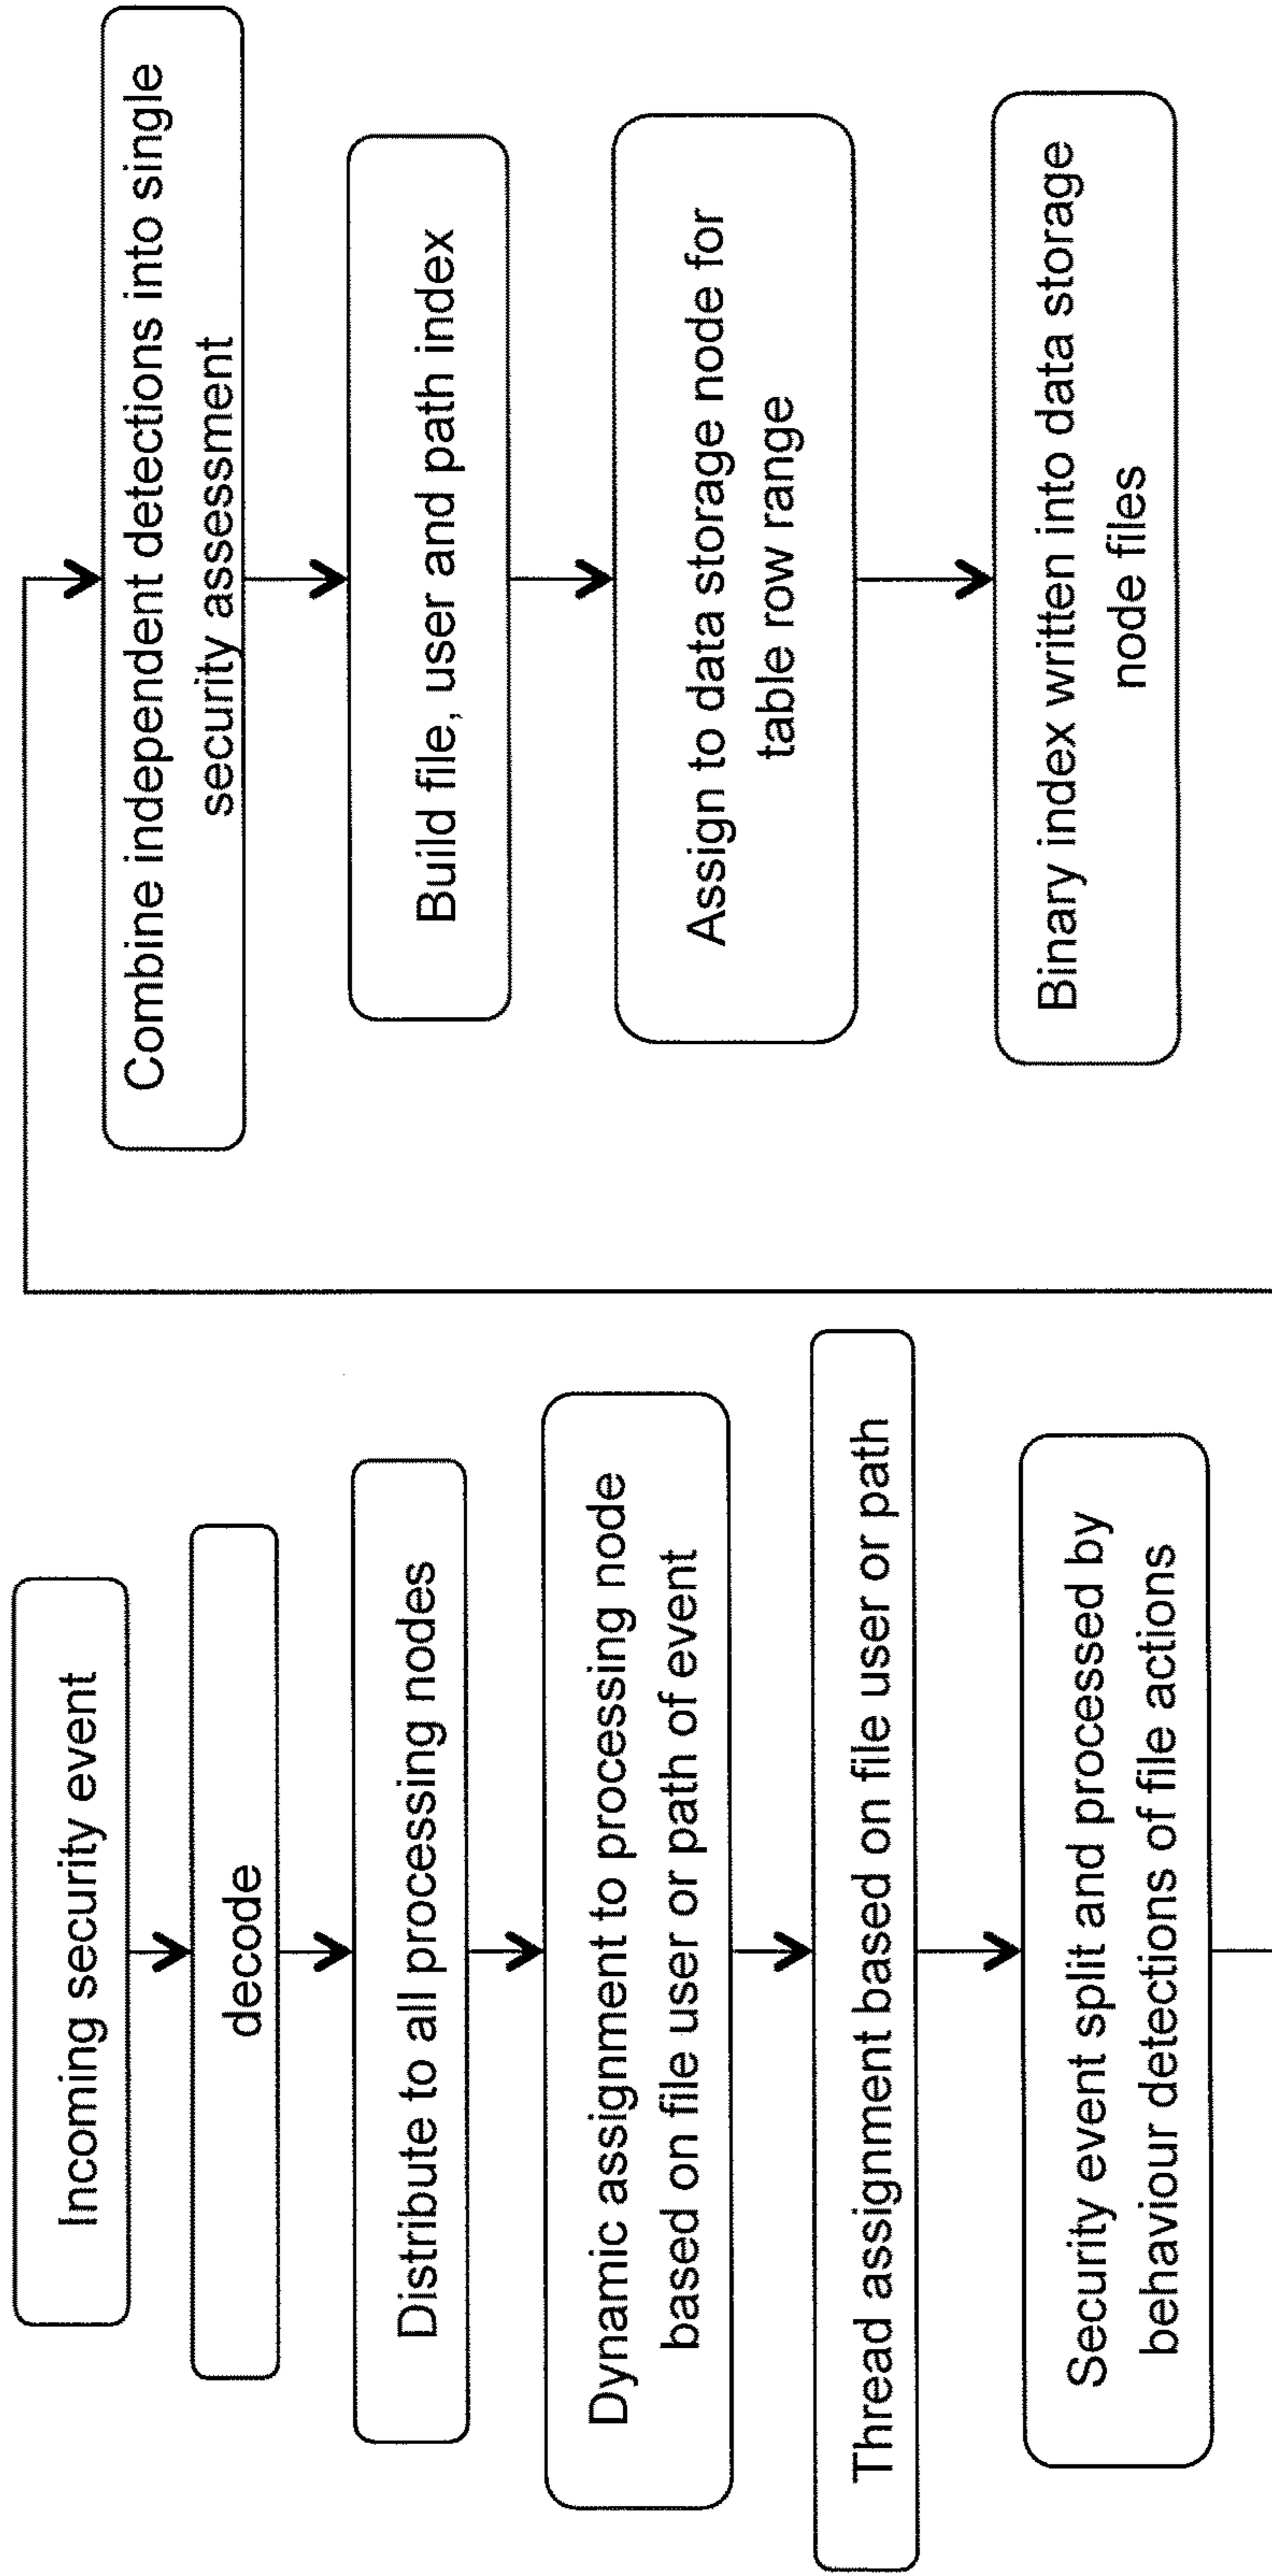 Incoming security event
decode
Distribute to all processing nodes
Dynamic assignment to processing node
based on file user or path of event
Thread assignment based on file user or path
Security event split and processed by
behaviour detections of file actions
Combine independent detections into single
security assessment
Build file, user and path index
Assign to data storage node for
table row range
Binary index written into data storage
node files